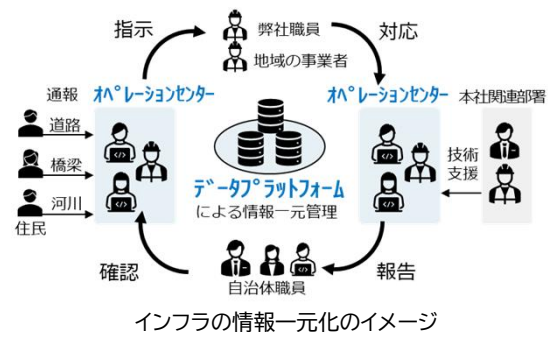 指示
弊社職員
地域の事業者
対応
通報
ｵﾍﾟﾚｰｼｮﾝｾﾝﾀｰ
道路
橋梁
河川
住民
ﾃﾞｰﾀﾌﾟﾗｯﾄﾌｫｰﾑ
による情報一元管理
ｵﾍﾟﾚｰｼｮﾝｾﾝﾀｰ
本社関連部署
技術
支援
確認
自治体職員
報告
インフラの情報一元化のイメージ